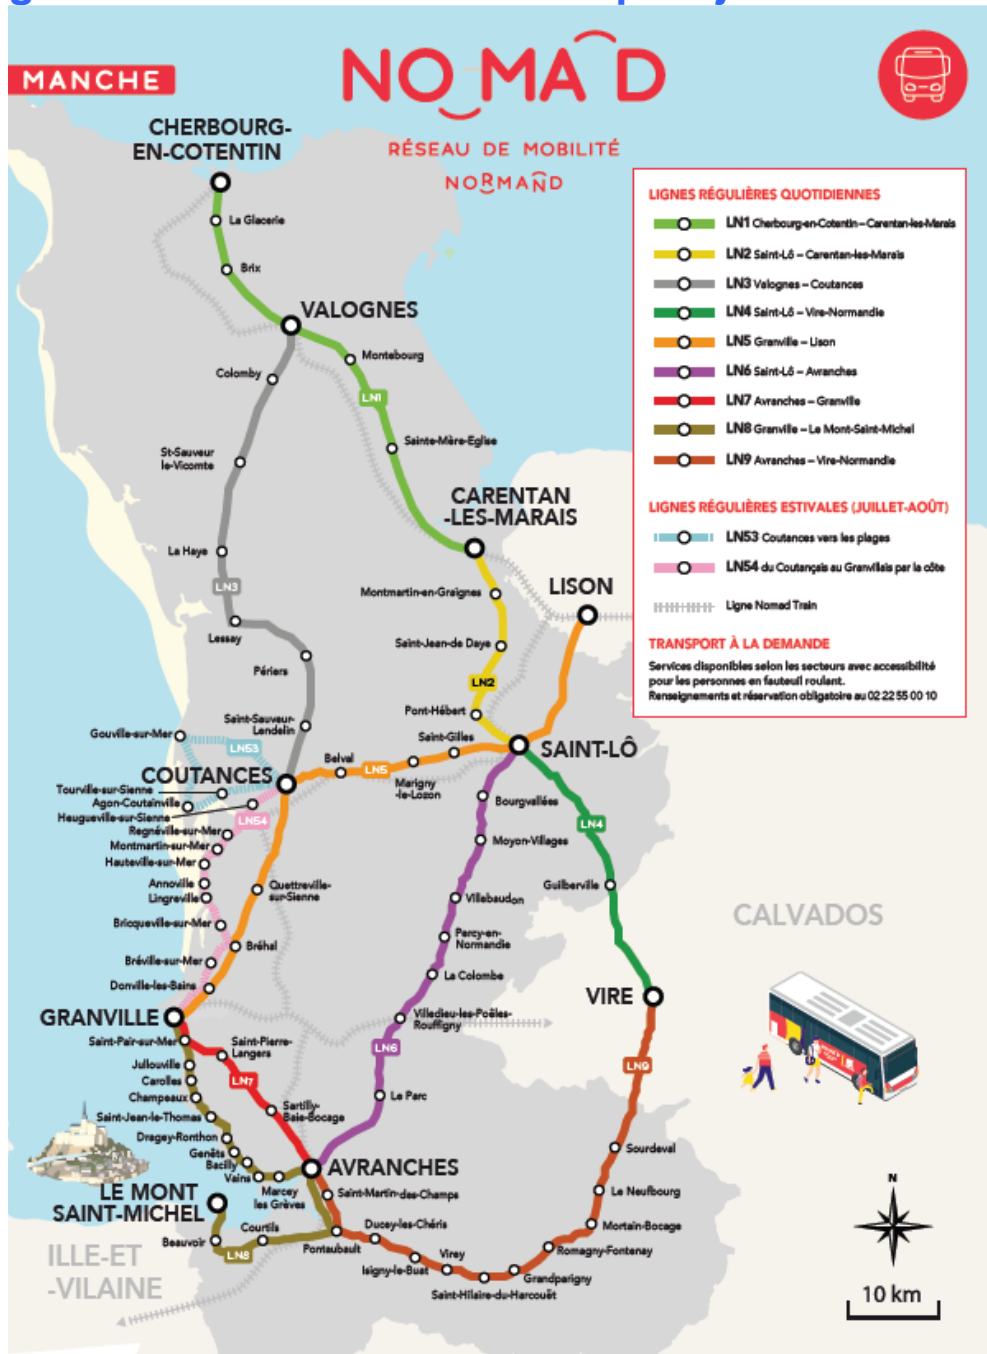 MANCHE
NOMAD
RÉSEAU DE MOBILITÉ
NORMAND
LIGNES RÉGULIÈRES QUOTIDIENNES
LN1 Cherbourg-en-Cotentin – Carentan-les-Marais
LN2 Saint-Lô – Carentan-les-Marais
LN3 Valognes – Coutances
LN4 Saint-Lô – Vire-Normandie
LN5 Granville – Lison
LN6 Saint-Lô – Avranches
LN7 Avranches – Granville
LN8 Granville – Le Mont-Saint-Michel
LN9 Avranches – Vire-Normandie
LIGNES RÉGULIÈRES ESTIVALES (JUILLET-AOÛT)
LN53 Coutances vers les plages
LN54 du Coutançais au Granvillais par la côte
Ligne Nomad Train
TRANSPORT À LA DEMANDE
Services disponibles selon les secteurs avec accessibilité
pour les personnes en fauteuil roulant.
Renseignements et réservation obligatoire au 02 22 55 00 10
CHERBOURG-
EN-COTENTIN
La Glacerie
Brix
VALOGNES
Montebourg
Colomby
LN1
Sainte-Mère-Eglise
St-Sauveur
le-Vicomte
CARENTAN
-LES-MARAIS
La Haye
LISON
LN3
Montmartin-en-Graignes
Lessay
Saint-Jean-de Daye
Périers
LN2
Pont-Hébert
Saint-Sauveur-
Lendelin
Gouville-sur-Mer
LN53
Saint-Gilles
SAINT-LÔ
Belval
LN5
COUTANCES
Marigny
-le-Lozon
Tourville-sur-Sienne
Agon-Coutainville
Heugueville-sur-Sienne
LN54
Bourgvallées
LN4
Regnéville-sur-Mer
Montmartin-sur-Mer
Moyon-Villages
Hauteville-sur-Mer
Annoville
Lingreville
Quettreville-
sur-Sienne
Guilberville
Villebaudon
CALVADOS
Bricqueville-sur-Mer
Bréhal
Percy-en-
Normandie
Bréville-sur-Mer
La Colombe
Donville-les-Bains
VIRE
GRANVILLE
Villedieu-les-Poêles-
Rouffigny
Saint-Pair-sur-Mer
Saint-Pierre-
Langers
LN6
Jullouville
LN9
Carolles
LN7
Champeaux
Le Parc
Saint-Jean-le-Thomas
Sartilly-
Baie-Bocage
Dragey-Ronthon
Sourdeval
Genêts
Bacilly
Vains
AVRANCHES
Marcey
les Grèves
LE MONT
SAINT-MICHEL
Saint-Martin-des-Champs
Le Neufbourg
Courtils
Ducey-les-Chéris
Mortain-Bocage
Beauvoir
LN8
Pontaubault
Virey
Romagny-Fontenay
Isigny-le-Buat
Grandparigny
Saint-Hilaire-du-Harcouët
ILLE-ET
-VILAINE
N
10 km